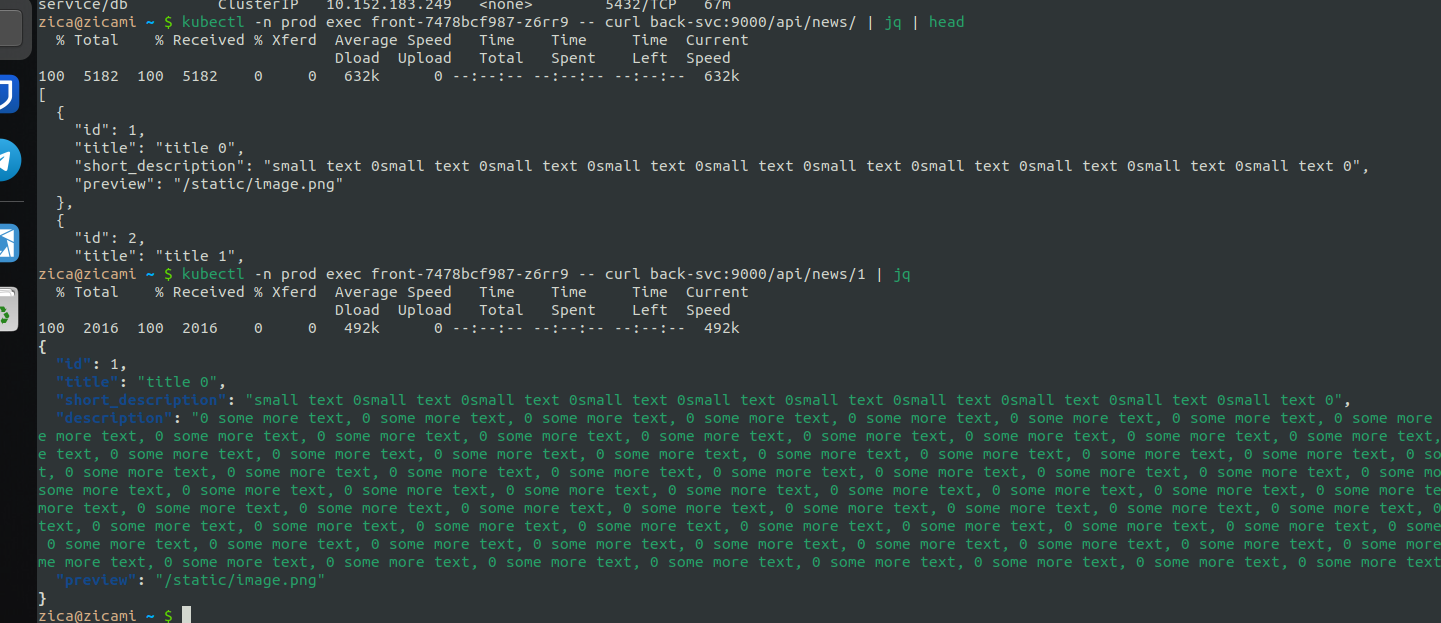 service/db          ClusterIP   10.152.183.249   <none>        5432/TCP   67m
zica@zicami ~ $ kubectl -n prod exec front-7478bcf987-z6rr9 -- curl back-svc:9000/api/news/ | jq | head
  % Total    % Received % Xferd  Average Speed   Time    Time     Time  Current
                                 Dload  Upload   Total   Spent    Left  Speed
100  5182  100  5182    0     0   632k      0 --:--:-- --:--:-- --:--:--  632k
[
  {
    "id": 1,
    "title": "title 0",
    "short_description": "small text 0small text 0small text 0small text 0small text 0small text 0small text 0small text 0small text 0small text 0",
    "preview": "/static/image.png"
  },
  {
    "id": 2,
    "title": "title 1",
zica@zicami ~ $ kubectl -n prod exec front-7478bcf987-z6rr9 -- curl back-svc:9000/api/news/1 | jq
  % Total    % Received % Xferd  Average Speed   Time    Time     Time  Current
                                 Dload  Upload   Total   Spent    Left  Speed
100  2016  100  2016    0     0   492k      0 --:--:-- --:--:-- --:--:--  492k
{
  "id": 1,
  "title": "title 0",
  "short_description": "small text 0small text 0small text 0small text 0small text 0small text 0small text 0small text 0small text 0small text 0",
  "description": "0 some more text, 0 some more text, 0 some more text, 0 some more text, 0 some more text, 0 some more text, 0 some more text, 0 some more
e more text, 0 some more text, 0 some more text, 0 some more text, 0 some more text, 0 some more text, 0 some more text, 0 some more text, 0 some more text,
e text, 0 some more text, 0 some more text, 0 some more text, 0 some more text, 0 some more text, 0 some more text, 0 some more text, 0 some more text, 0 so
t, 0 some more text, 0 some more text, 0 some more text, 0 some more text, 0 some more text, 0 some more text, 0 some more text, 0 some more text, 0 some mo
some more text, 0 some more text, 0 some more text, 0 some more text, 0 some more text, 0 some more text, 0 some more text, 0 some more text, 0 some more te
more text, 0 some more text, 0 some more text, 0 some more text, 0 some more text, 0 some more text, 0 some more text, 0 some more text, 0 some more text, 0
text, 0 some more text, 0 some more text, 0 some more text, 0 some more text, 0 some more text, 0 some more text, 0 some more text, 0 some more text, 0 some
 0 some more text, 0 some more text, 0 some more text, 0 some more text, 0 some more text, 0 some more text, 0 some more text, 0 some more text, 0 some more
me more text, 0 some more text, 0 some more text, 0 some more text, 0 some more text, 0 some more text, 0 some more text, 0 some more text, 0 some more text
  "preview": "/static/image.png"
}
zica@zicami ~ $